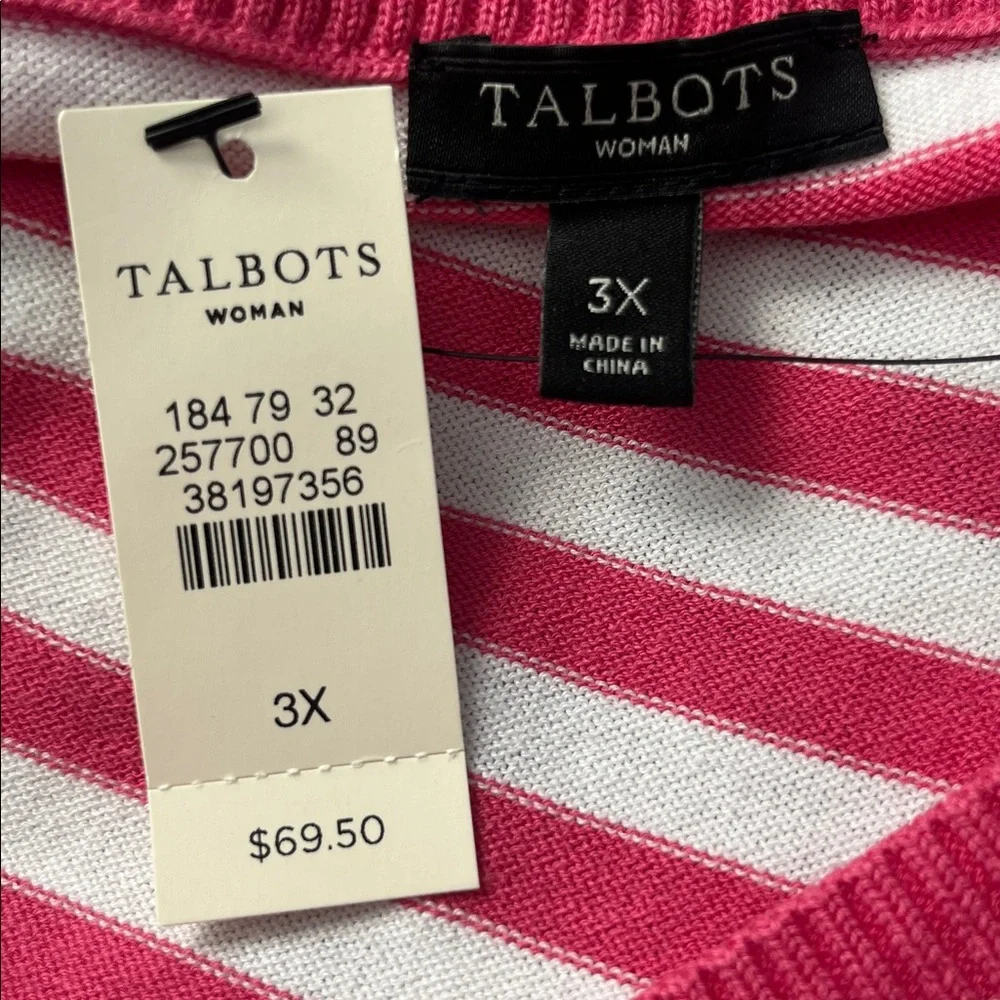 TALBOTS
WOMAN
184 79 32
257700 89
38197356
3X
$69.50
TALBOTS
WOMAN
3X
MADE IN
CHINA